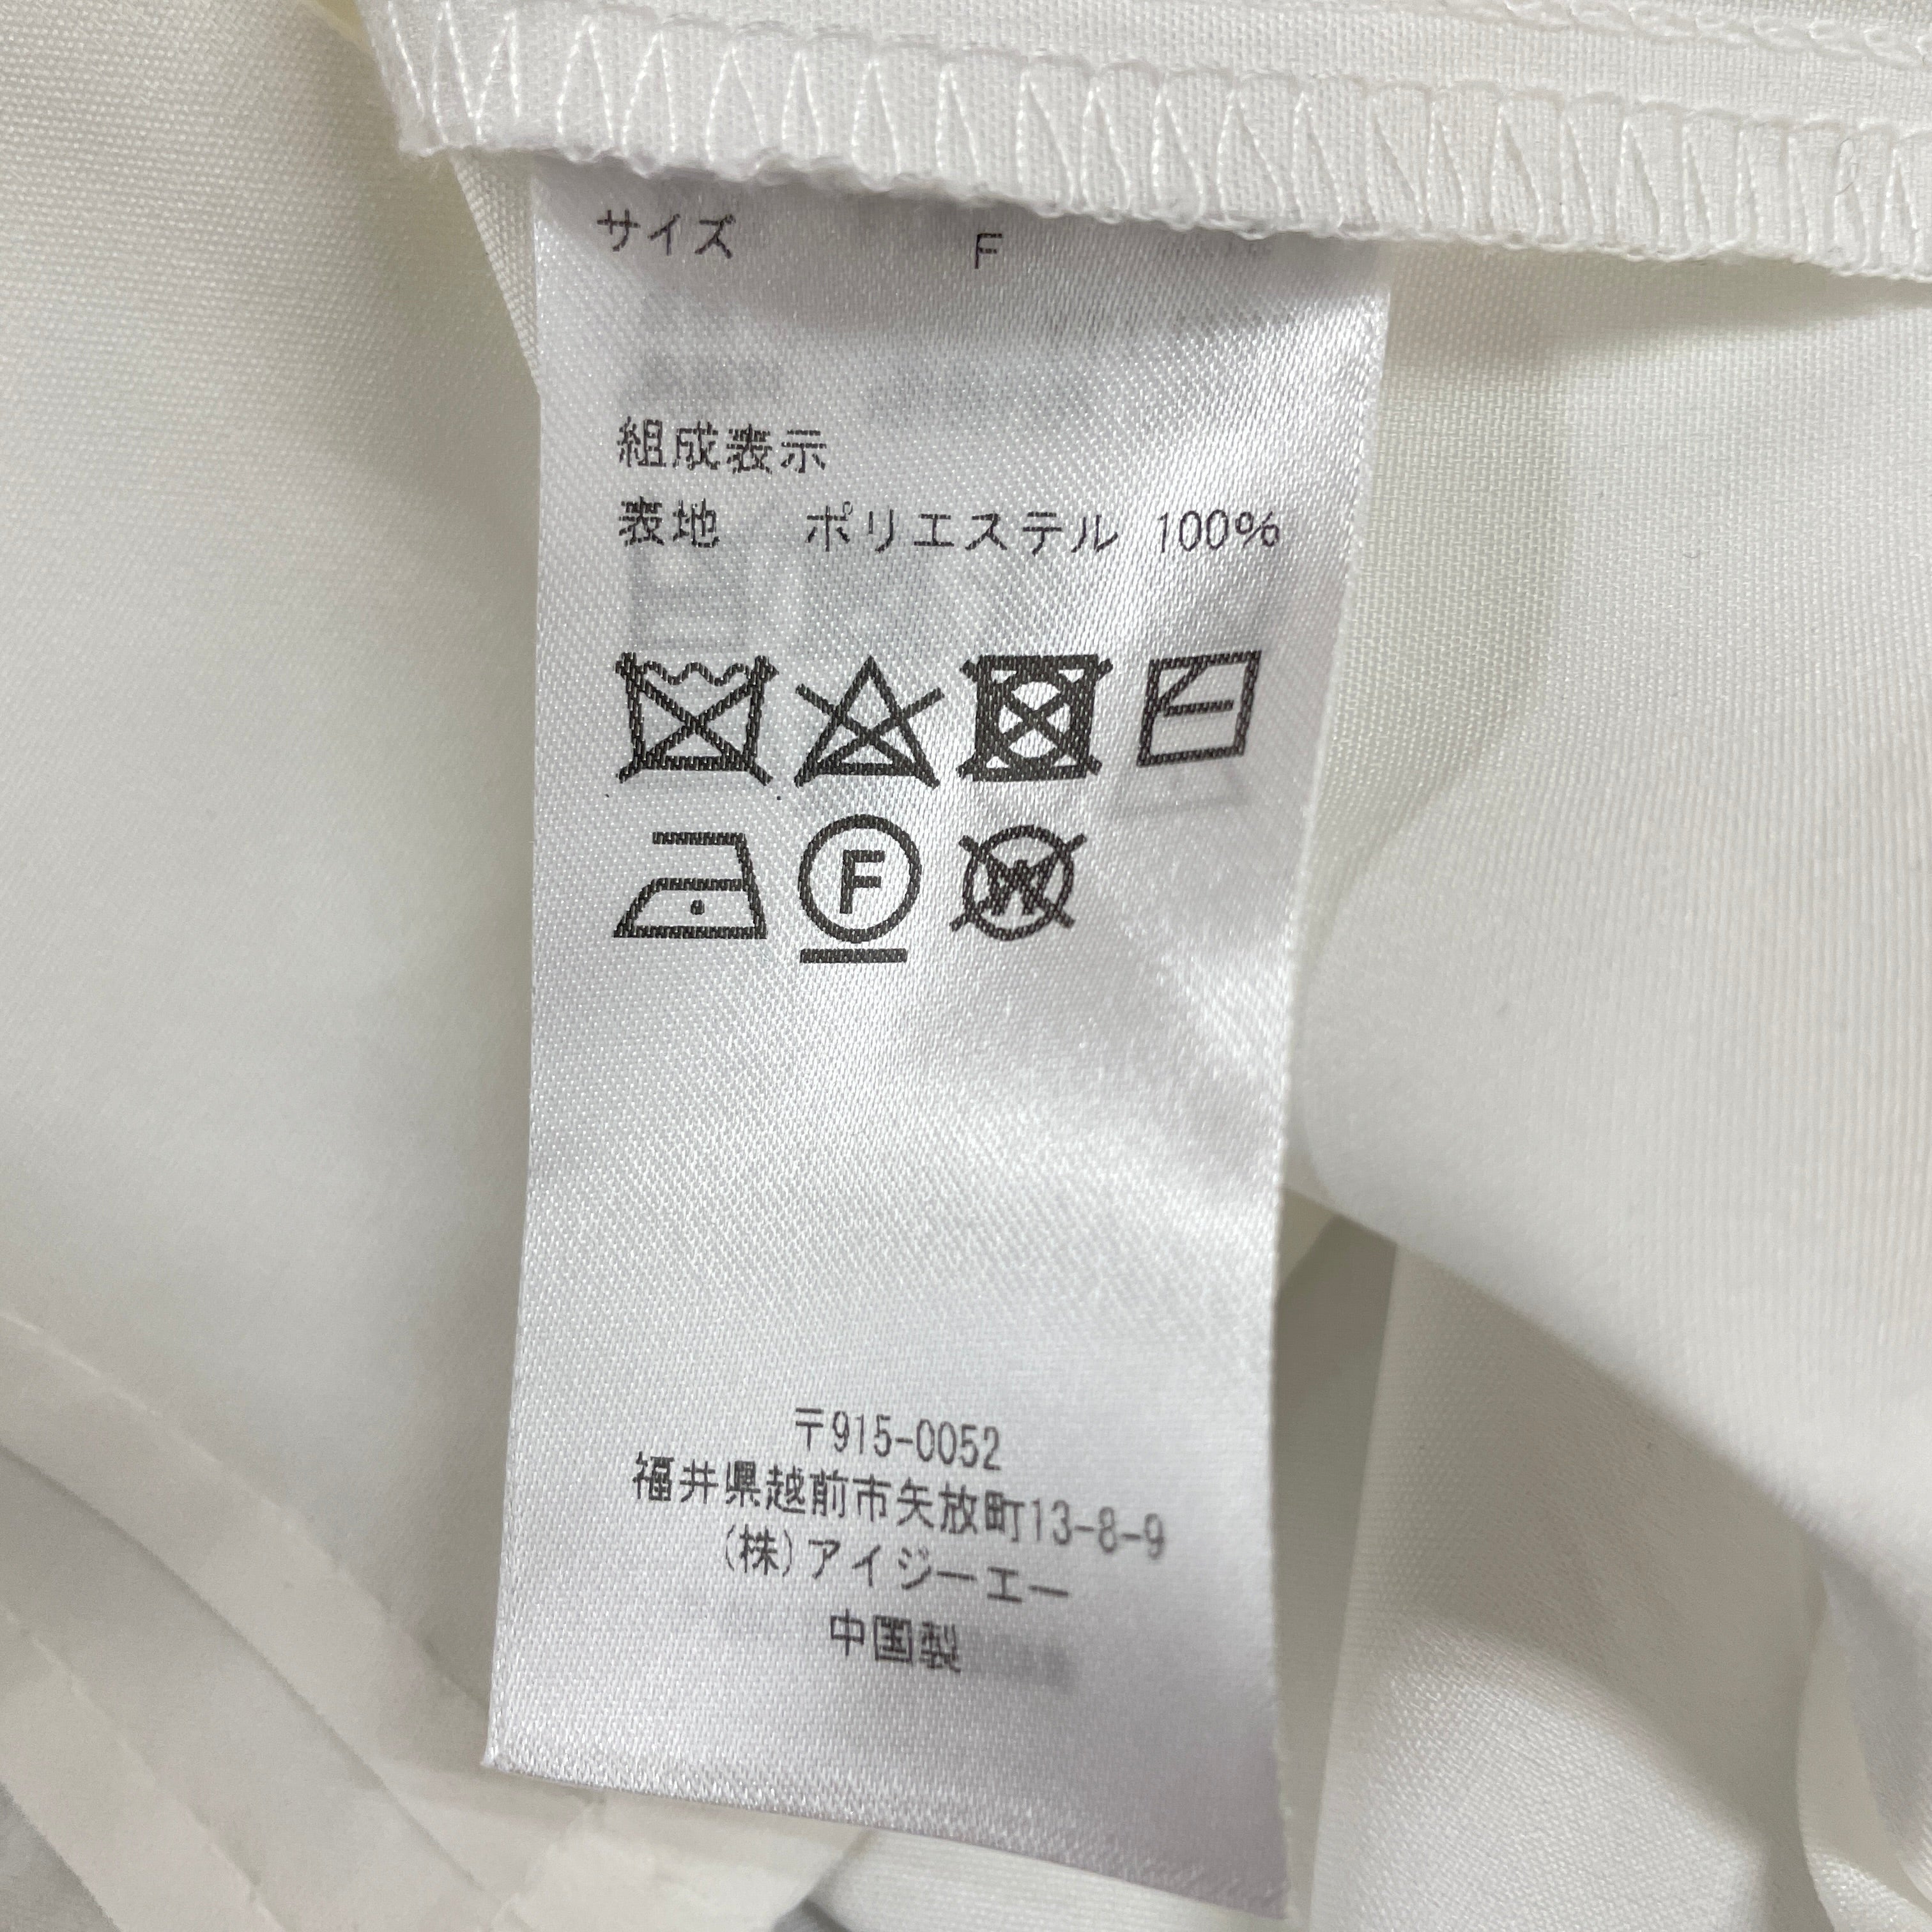 サイズ F
組成表示
表地 ポリエステル 100%
F
W
〒915-0052
福井県越前市矢放町13-8-9
(株)アイジーエー
中国製